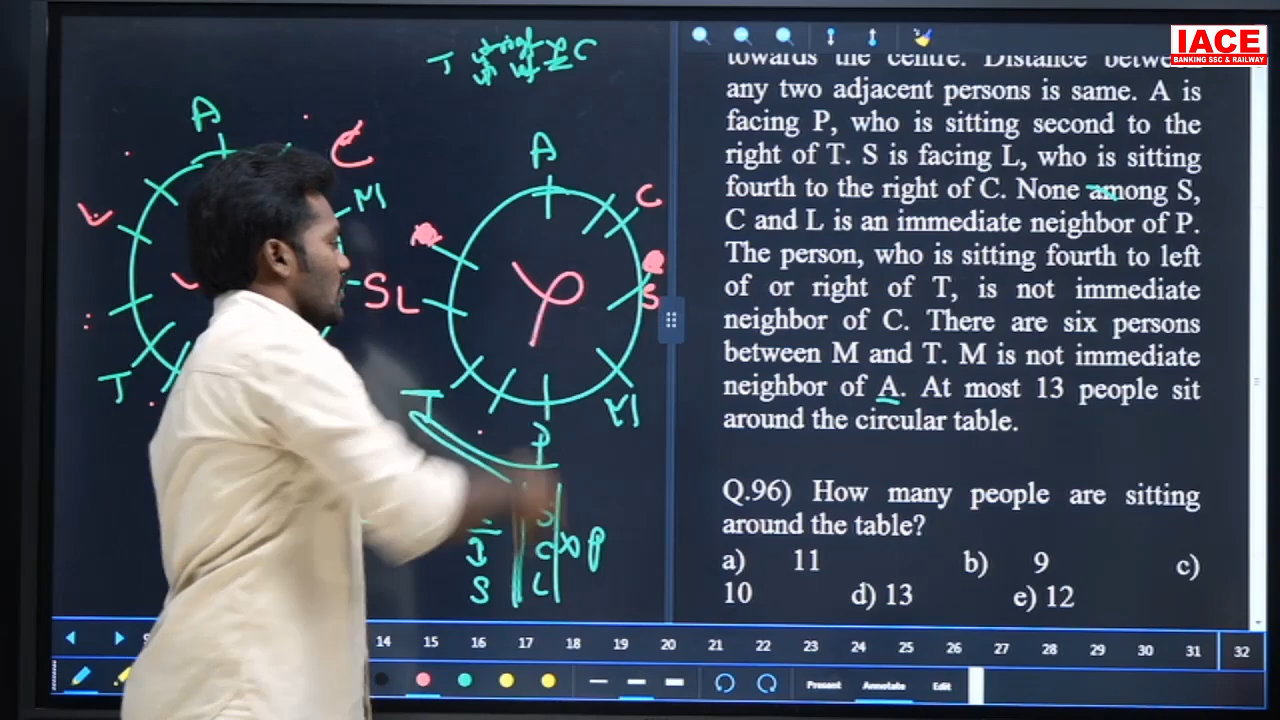 IACE
BANKING SSC & RAILWAY
towards the centre. Distance between
any two adjacent persons is same. A is
facing P, who is sitting second to the
right of T. S is facing L, who is sitting
fourth to the right of C. None among S,
C and L is an immediate neighbor of P.
The person, who is sitting fourth to left
of or right of T, is not immediate
neighbor of C. There are six persons
between M and T. M is not immediate
neighbor of A. At most 13 people sit
around the circular table.
Q.96) How many people are sitting
around the table?
a) 11 b) 9 c)
10 d) 13 e) 12
A
C
M
S
T
A
C
S
M
P
T
L
S
C
L
P
14 15 16 17 18 19 20 21 22 23 24 25 26 27 28 29 30 31 32
Present Annotate Edit